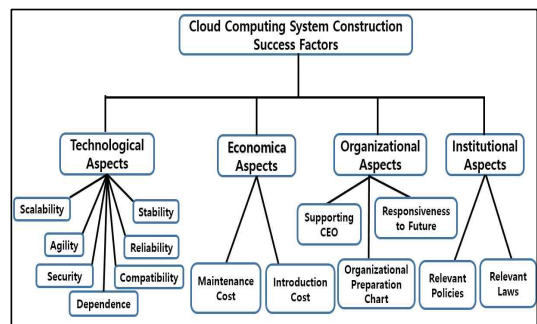 Cloud Computing System Construction
Success Factors
Technological
Aspects
Economica
Aspects
Organizational
Aspects
Institutional
Aspects
Scalability
Stability
Agility
Reliability
Security
Compatibility
Dependence
Maintenance
Cost
Introduction
Cost
Supporting
CEO
Responsiveness
to Future
Organizational
Preparation
Chart
Relevant
Policies
Relevant
Laws